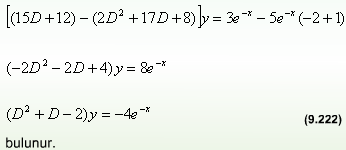 [(15D+12) − (2D² +17D+8)]y = 3e⁻ˣ − 5e⁻ˣ (−2+1)
(−2D² − 2D + 4)y = 8e⁻ˣ
(D² + D − 2)y = −4e⁻ˣ
(9.222)
bulunur.